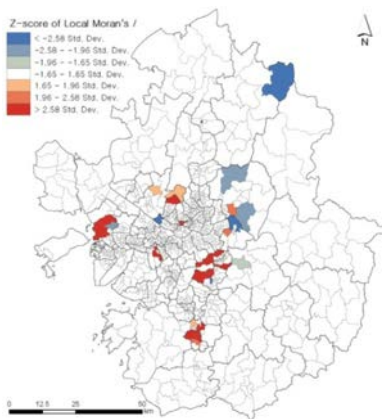 Z-score of Local Moran's I
< -2.58 Std. Dev.
-2.58 - -1.96 Std. Dev.
-1.96 - -1.65 Std. Dev.
-1.65 - 1.65 Std. Dev.
1.65 - 1.96 Std. Dev.
1.96 - 2.58 Std. Dev.
> 2.58 Std. Dev.
N
0 12.5 25 50
km